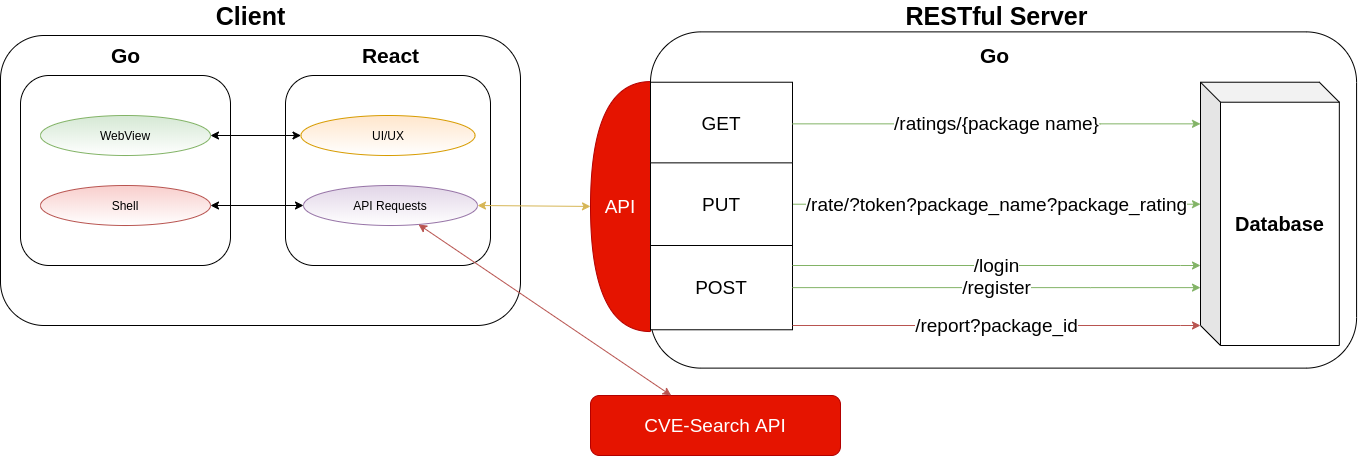 Client
RESTful Server
Go
React
Go
WebView
UI/UX
Shell
API Requests
API
GET
/ratings/{package name}
PUT
/rate/?token?package_name?package_rating
POST
/login
/register
/report?package_id
Database
CVE-Search API